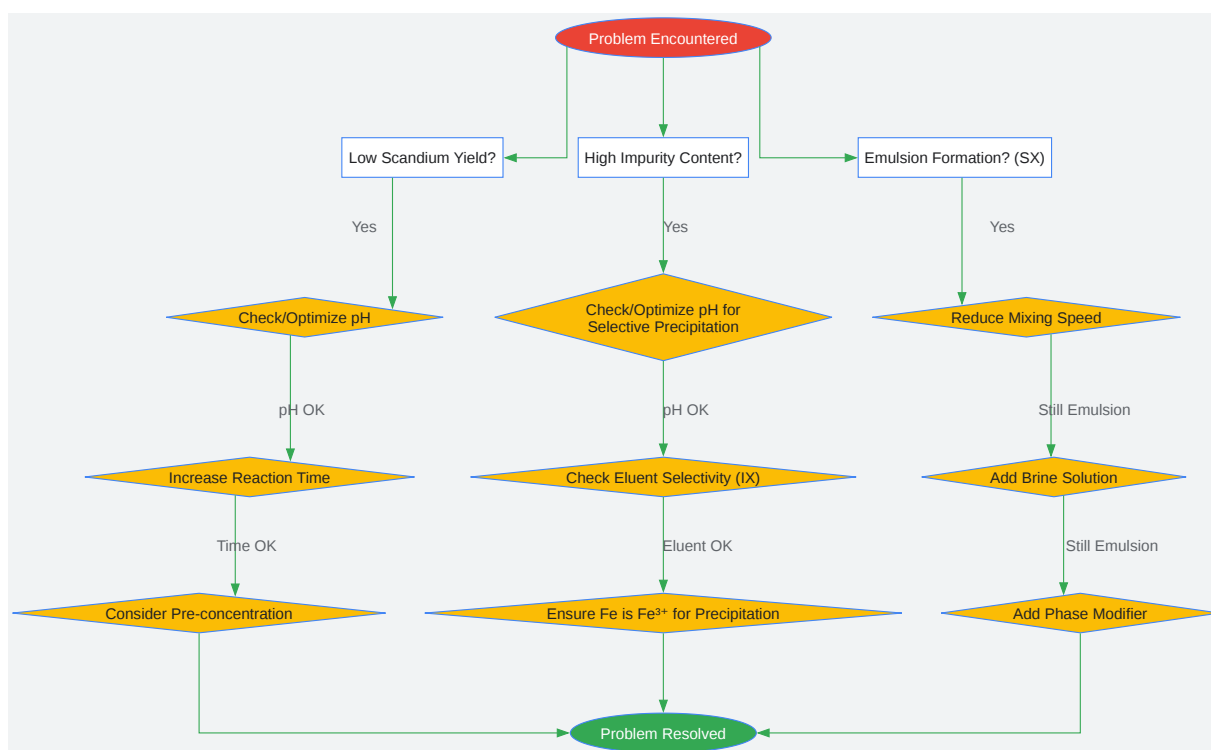 Problem Encountered
Low Scandium Yield?
High Impurity Content?
Emulsion Formation? (SX)
Yes
Yes
Yes
Check/Optimize pH
Check/Optimize pH for
Selective Precipitation
Reduce Mixing Speed
pH OK
pH OK
Still Emulsion
Increase Reaction Time
Check Eluent Selectivity (IX)
Add Brine Solution
Time OK
Eluent OK
Still Emulsion
Consider Pre-concentration
Ensure Fe is Fe³⁺ for Precipitation
Add Phase Modifier
Problem Resolved